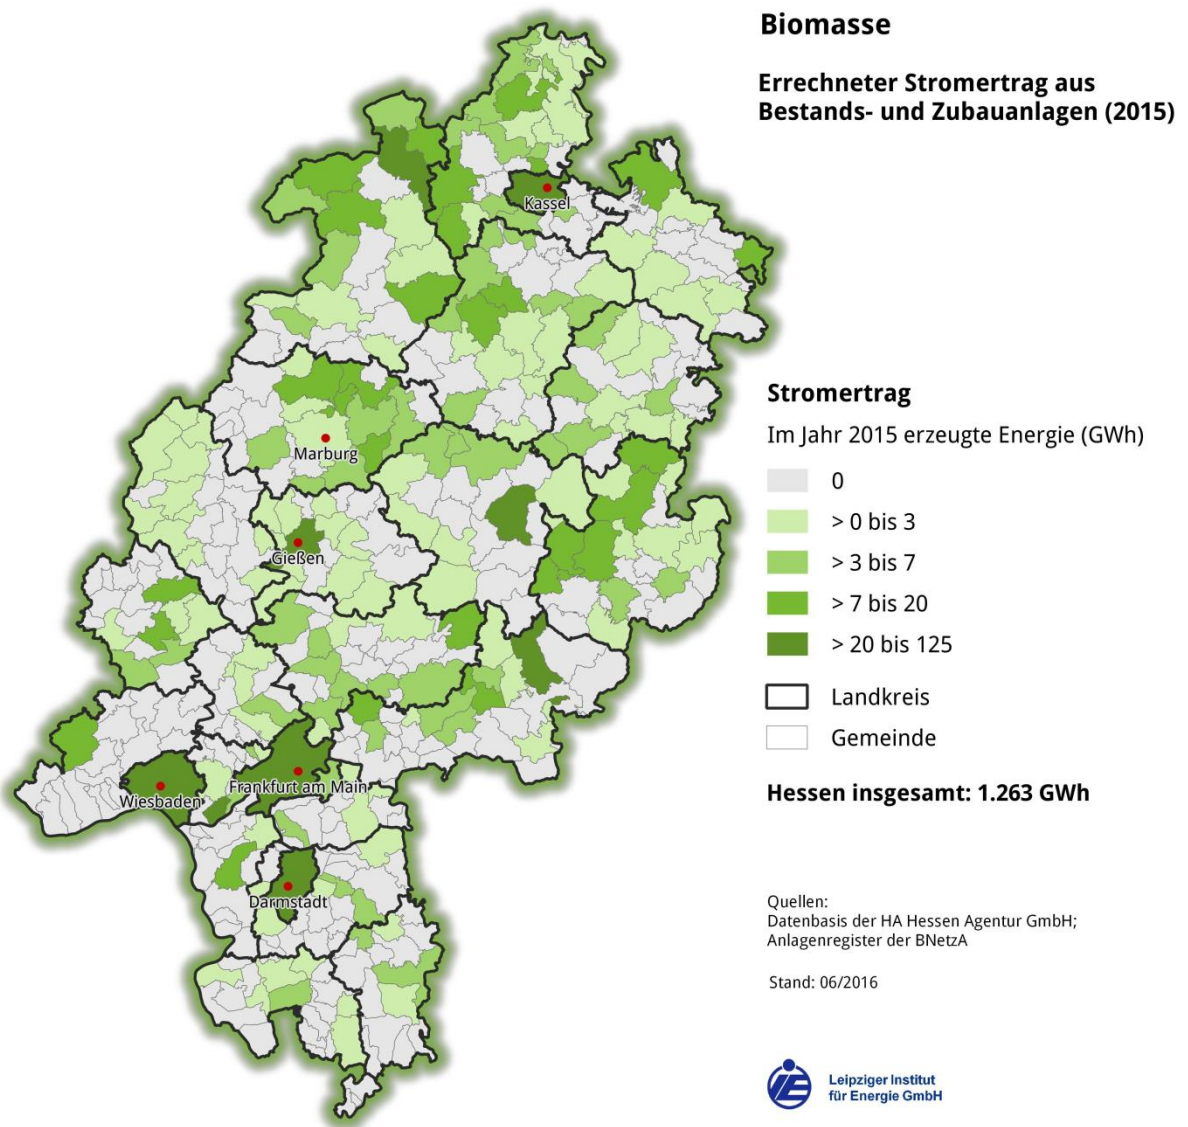 Biomasse
Errechneter Stromertrag aus
Bestands- und Zubauanlagen (2015)
Kassel
Marburg
Gießen
Frankfurt am Main
Wiesbaden
Darmstadt
Stromertrag
Im Jahr 2015 erzeugte Energie (GWh)
0
> 0 bis 3
> 3 bis 7
> 7 bis 20
> 20 bis 125
Landkreis
Gemeinde
Hessen insgesamt: 1.263 GWh
Quellen:
Datenbasis der HA Hessen Agentur GmbH;
Anlagenregister der BNetzA
Stand: 06/2016
Leipziger Institut
für Energie GmbH